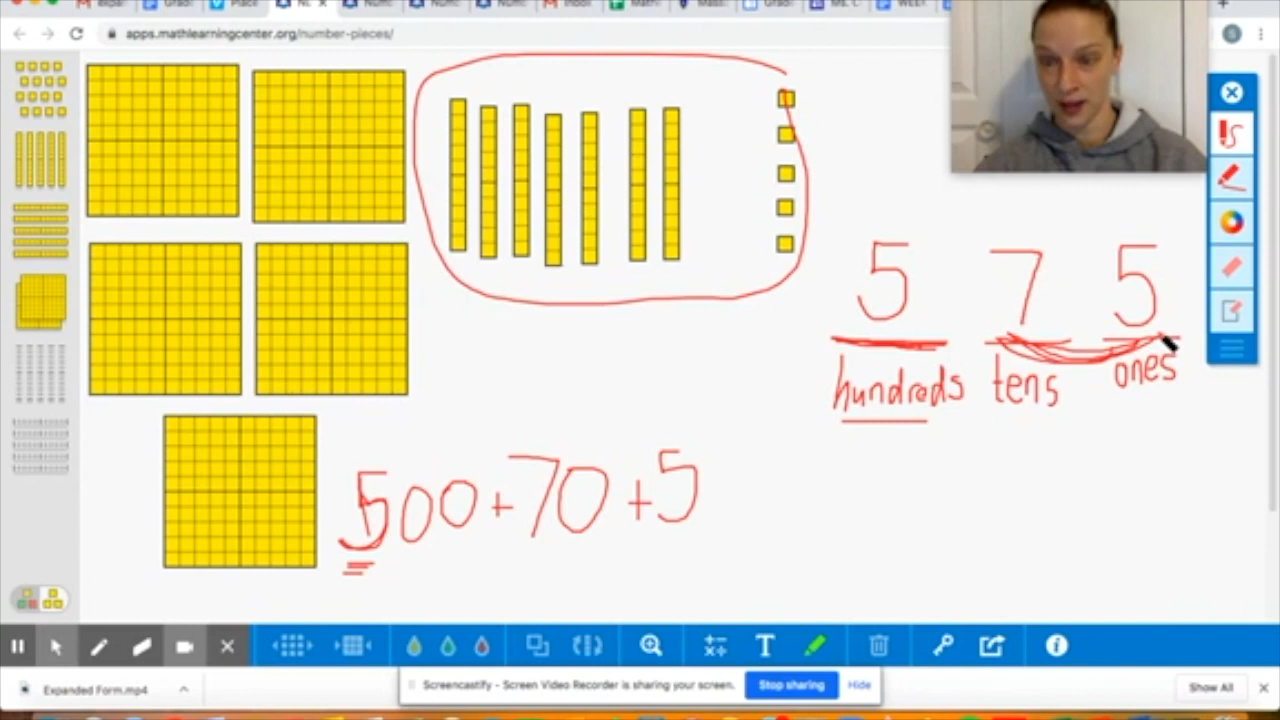 apps.mathlearningcenter.org/number-pieces/
5 7 5
hundreds tens ones
500+70+5
T
Expanded Form.mp4
Screencastify - Screen Video Recorder is sharing your screen. Stop sharing Hide
Show All